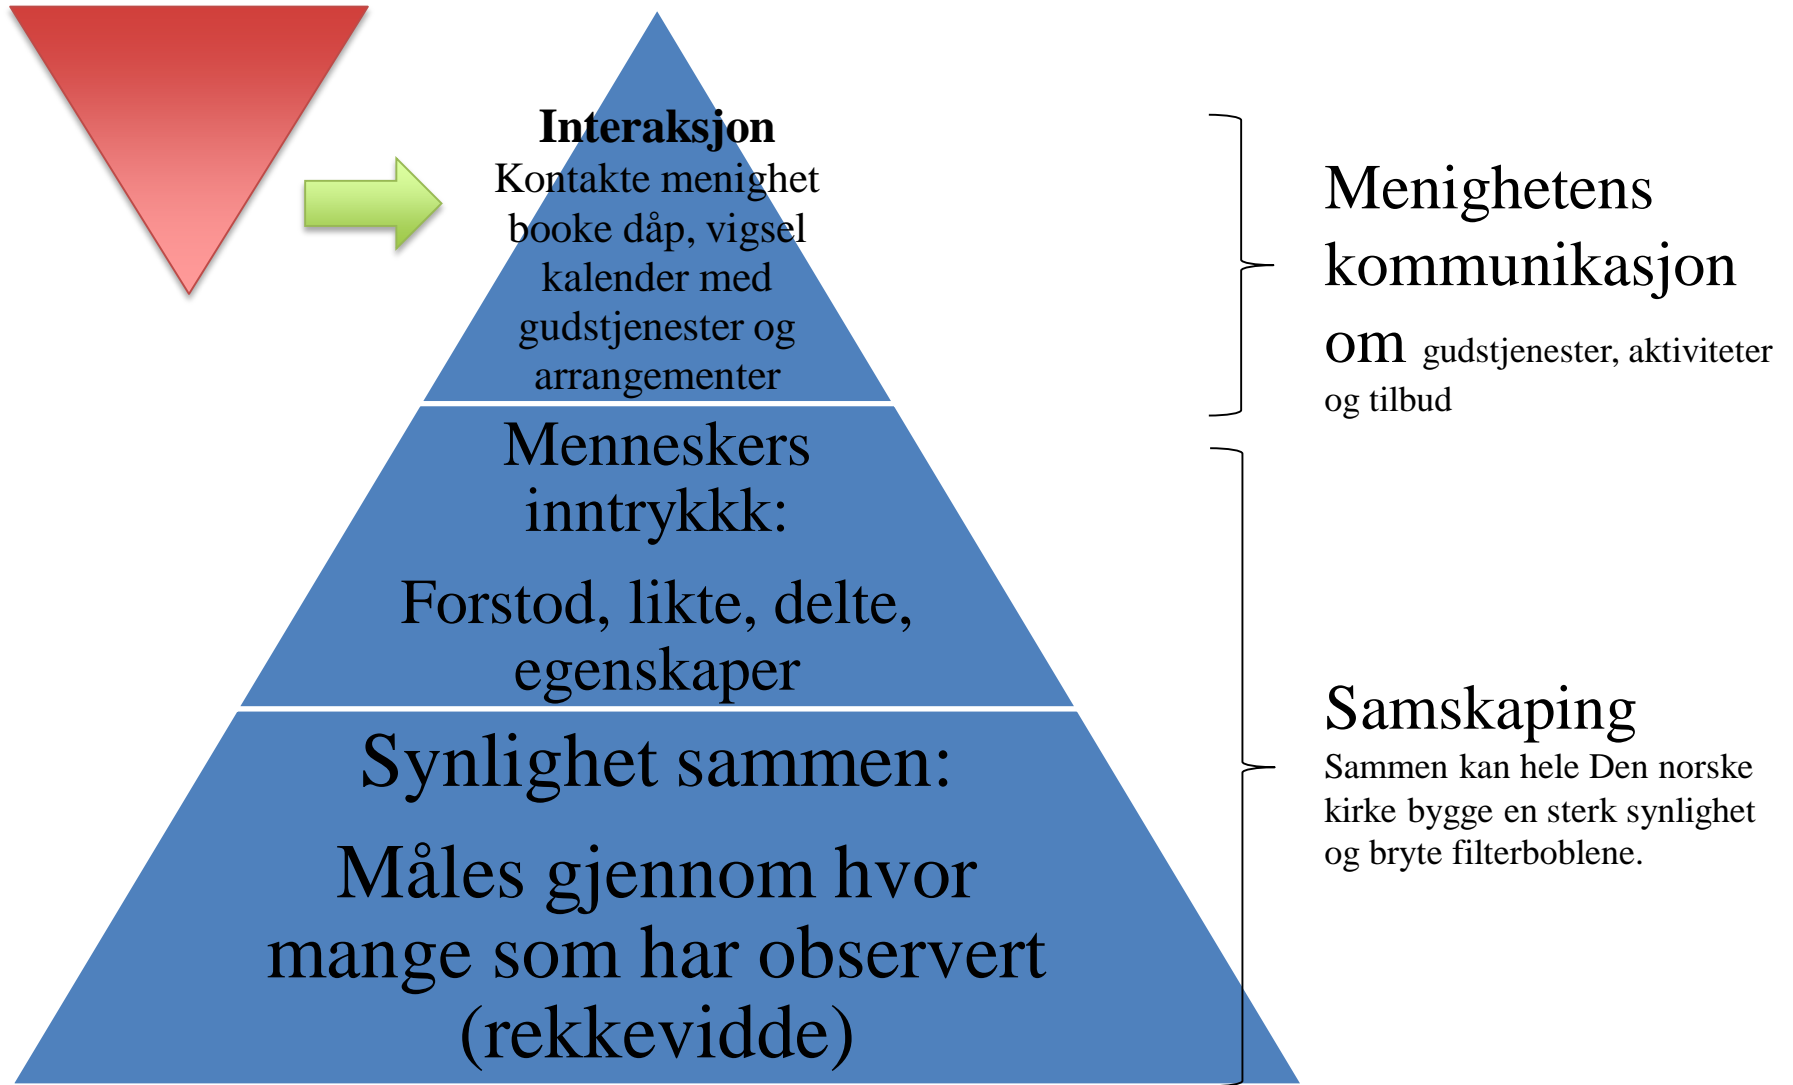 Interaksjon
Kontakte menighet
booke dåp, vigsel
kalender med
gudstjenester og
arrangementer
Menneskers
inntrykkk:
Forstod, likte, delte,
egenskaper
Synlighet sammen:
Måles gjennom hvor
mange som har observert
(rekkevidde)
Menighetens
kommunikasjon
om gudstjenester, aktiviteter
og tilbud
Samskaping
Sammen kan hele Den norske
kirke bygge en sterk synlighet
og bryte filterboblene.